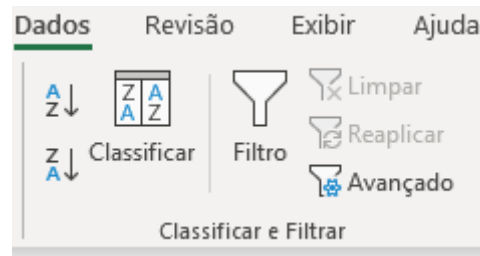 Dados Revisão Exibir Ajuda
A
Z
Z A
A Z
Z
A
Classificar
Filtro
Limpar
Reaplicar
Avançado
Classificar e Filtrar